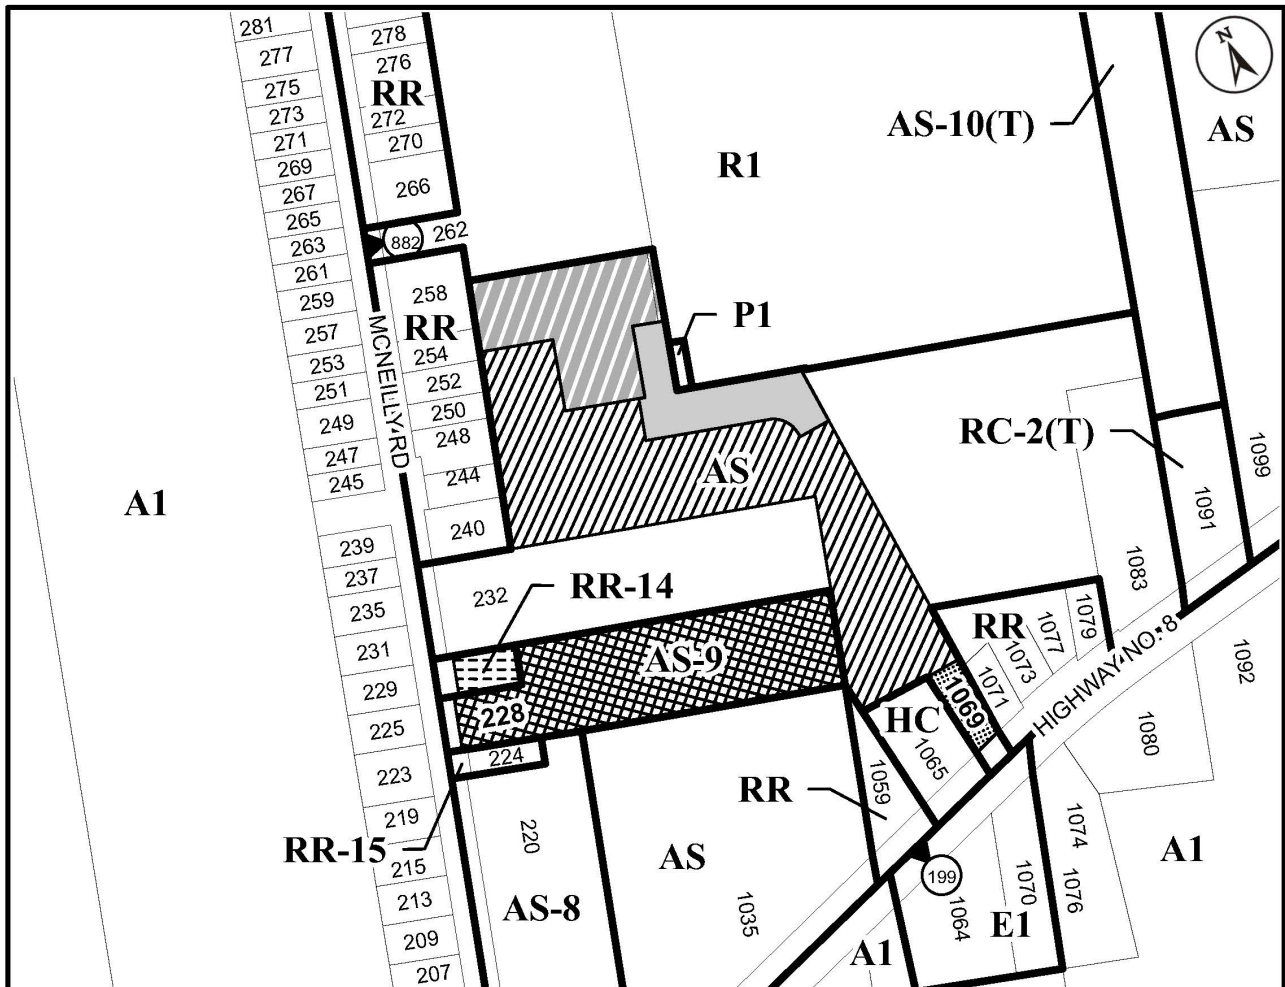 281
277
275
273
271
269
267
265
263
261
259
257
253
251
249
247
245
239
237
235
231
229
225
223
219
215
213
209
207
278
276
RR
272
270
266
882
262
258
RR
254
252
250
248
244
240
MCNEILLY RD
R1
AS-10(T)
N
AS
P1
RC-2(T)
A1
AS
1099
1091
1083
232
RR-14
RR
1079
1077
1073
1071
1069
HIGHWAY NO. 8
1092
AS-9
228
HC
1065
1080
224
RR
1059
RR-15
220
AS
1074
A1
199
1076
1070
1064
AS-8
1035
E1
A1